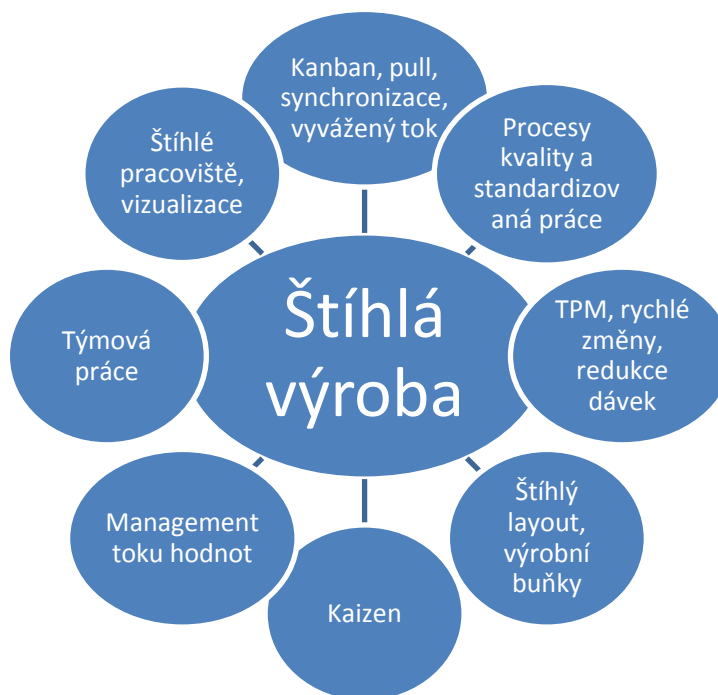 Kanban, pull,
synchronizace,
vyvážený tok
Procesy
kvality a
standardizov
aná práce
TPM, rychlé
změny,
redukce
dávek
Štíhlý
layout,
výrobní
buňky
Kaizen
Management
toku hodnot
Týmová
práce
Štíhlé
pracoviště,
vizualizace
Štíhlá
výroba